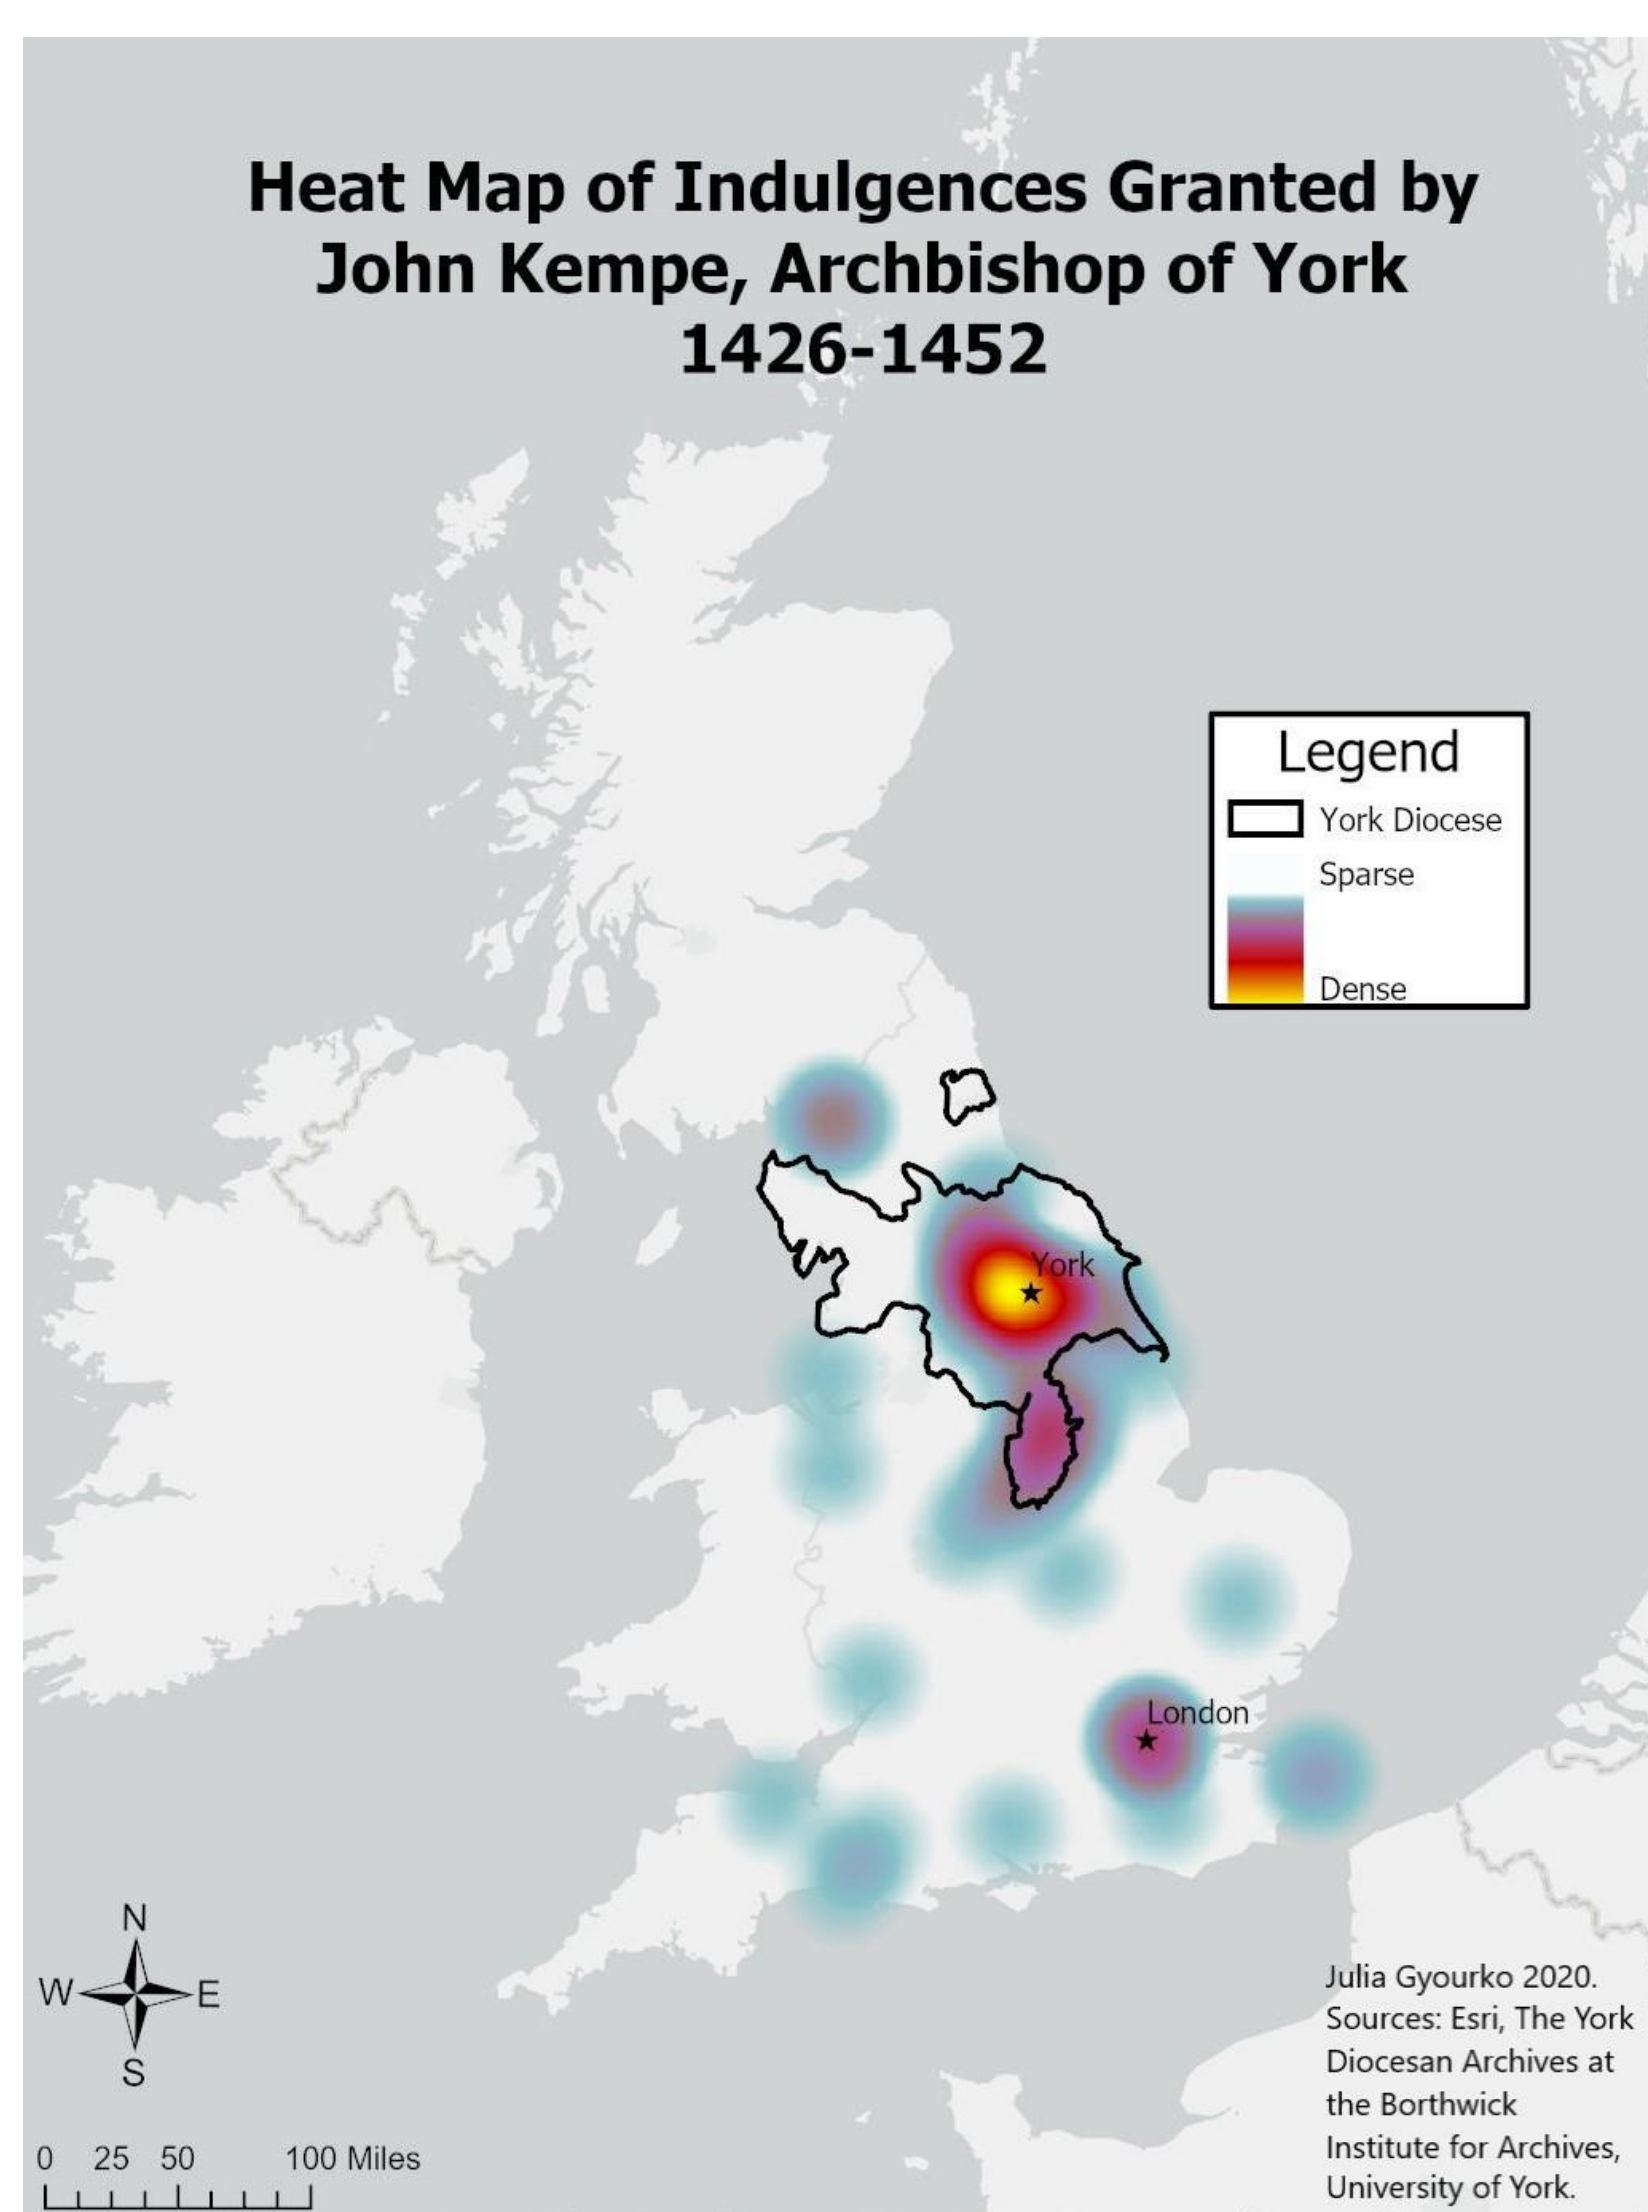 Heat Map of Indulgences Granted by
John Kempe, Archbishop of York
1426-1452
Legend
York Diocese
Sparse
Dense
York
London
N
W E
S
0 25 50 100 Miles
Julia Gyourko 2020.
Sources: Esri, The York
Diocesan Archives at
the Borthwick
Institute for Archives,
University of York.